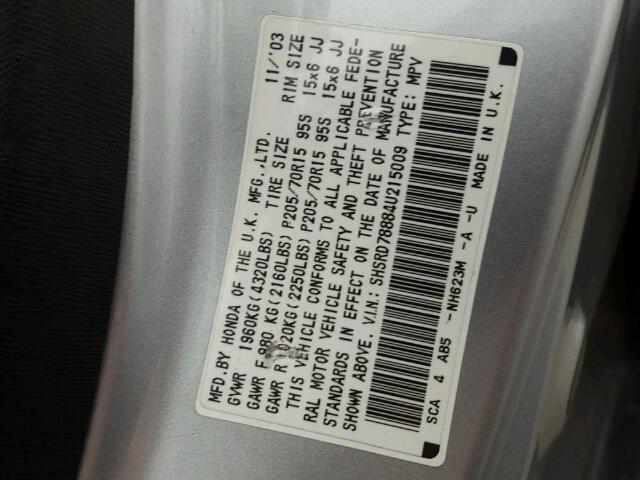 MFD.BY HONDA OF THE U.K. MFG.,LTD. 11/'03
GVWR 1960KG(4320LBS) TIRE SIZE RIM SIZE
GAWR F 980 KG(2160LBS) P205/70R15 95S 15x6 JJ
GAWR R 1020KG(2250LBS) P205/70R15 95S 15x6 JJ
THIS VEHICLE CONFORMS TO ALL APPLICABLE FEDE-
RAL MOTOR VEHICLE SAFETY AND THEFT PREVENTION
STANDARDS IN EFFECT ON THE DATE OF MANUFACTURE
SHOWN ABOVE. V.I.N.: SHSRD78884U215009 TYPE: MPV
SCA 4 AB5 -NH623M -A -U MADE IN U.K.